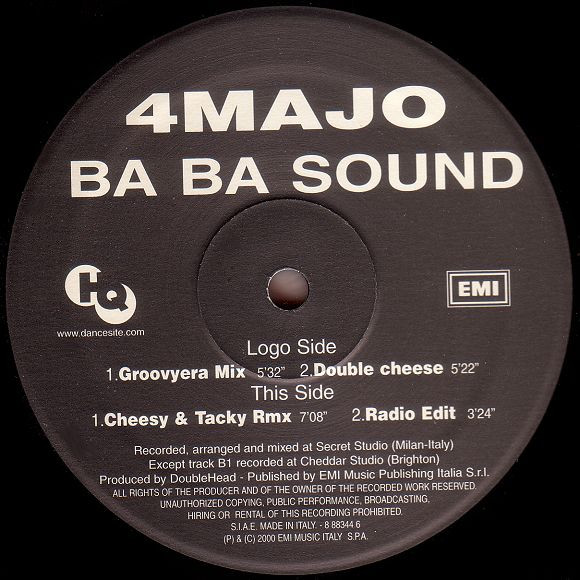 4MAJO
BA BA SOUND
HQ
EMI
www.dancesite.com
Logo Side
1.Groovyera Mix 5'32" 2.Double cheese 5'22"
This Side
1.Cheesy & Tacky Rmx 7'08" 2.Radio Edit 3'24"
Recorded, arranged and mixed at Secret Studio (Milan-Italy)
Except track B1 recorded at Cheddar Studio (Brighton)
Produced by DoubleHead - Published by EMI Music Publishing Italia S.r.l.
ALL RIGHTS OF THE PRODUCER AND OF THE OWNER OF THE RECORDED WORK RESERVED.
UNAUTHORIZED COPYING, PUBLIC PERFORMANCE, BROADCASTING,
HIRING OR RENTAL OF THIS RECORDING PROHIBITED.
S.I.A.E. MADE IN ITALY. - 8 88344 6
(P) & (C) 2000 EMI MUSIC ITALY S.P.A.